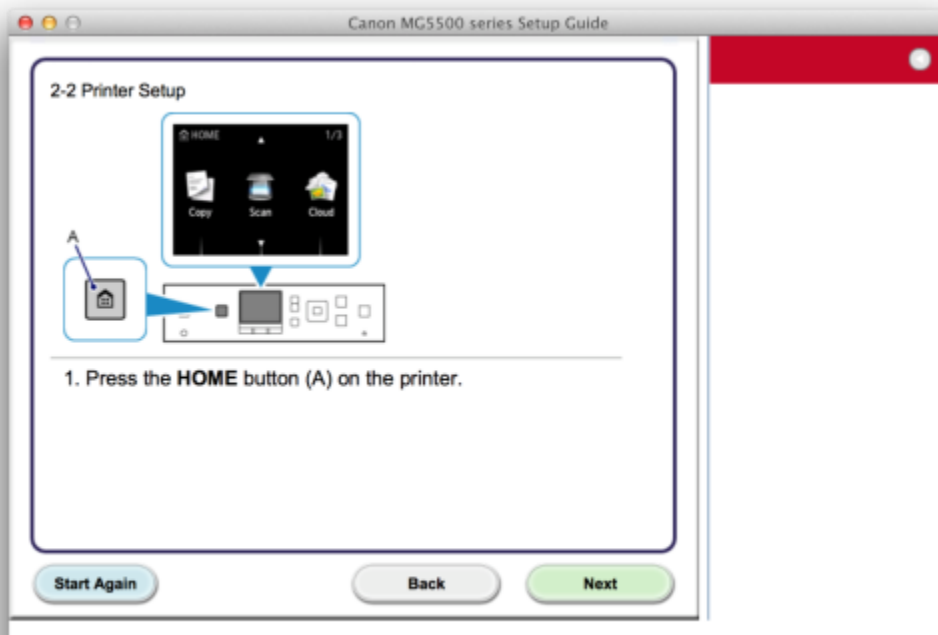 Canon MG5500 series Setup Guide
2-2 Printer Setup
HOME 1/3
Copy Scan Cloud
A
1. Press the HOME button (A) on the printer.
Start Again Back Next